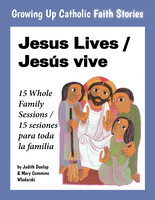 Growing Up Catholic Faith Stories
Jesus Lives /
Jesús vive
15 Whole
Family
Sessions /
15 sesiones
para toda
la familia
by Judith Dunlap
& Mary Cummins
Wlodarski